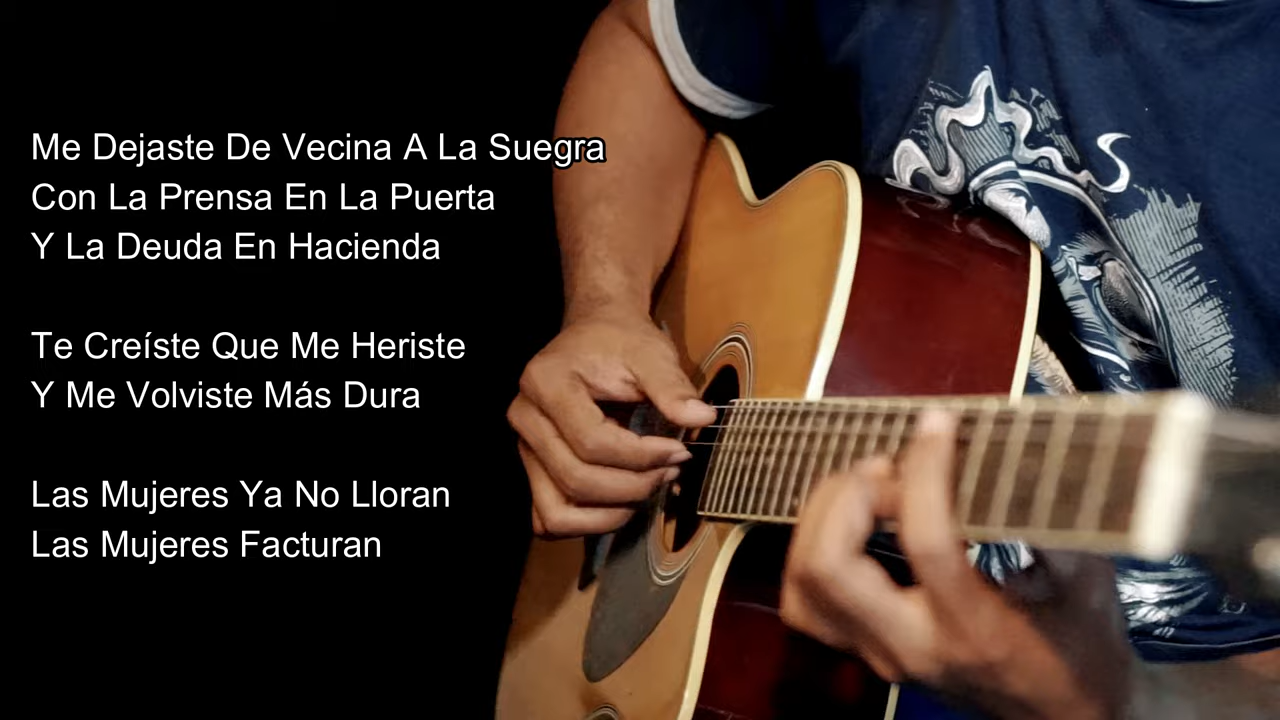 Me Dejaste De Vecina A La Suegra
Con La Prensa En La Puerta
Y La Deuda En Hacienda
Te Creíste Que Me Heriste
Y Me Volviste Más Dura
Las Mujeres Ya No Lloran
Las Mujeres Facturan